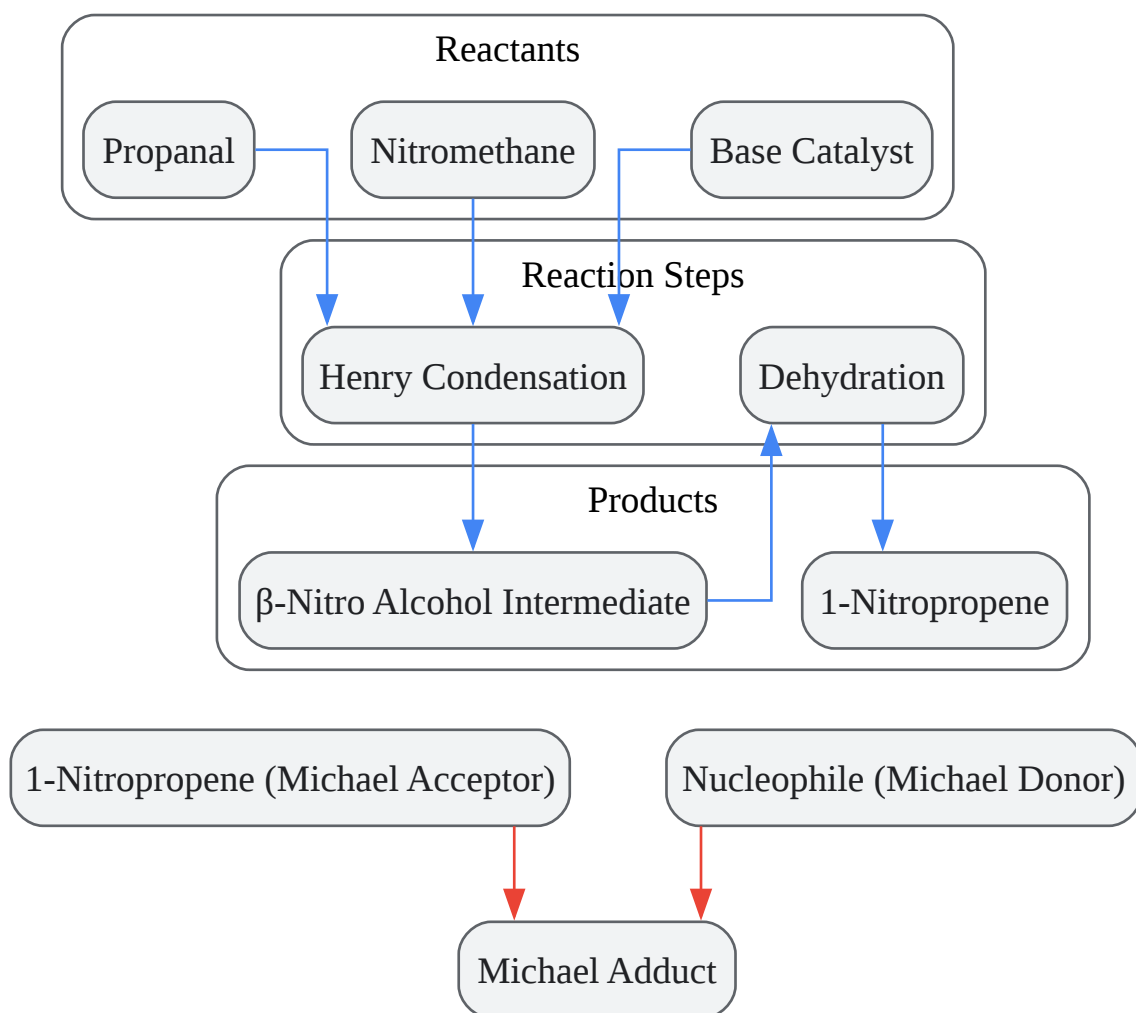 Reactants
Propanal
Nitromethane
Base Catalyst
Reaction Steps
Henry Condensation
Dehydration
Products
β-Nitro Alcohol Intermediate
1-Nitropropene
1-Nitropropene (Michael Acceptor)
Nucleophile (Michael Donor)
Michael Adduct